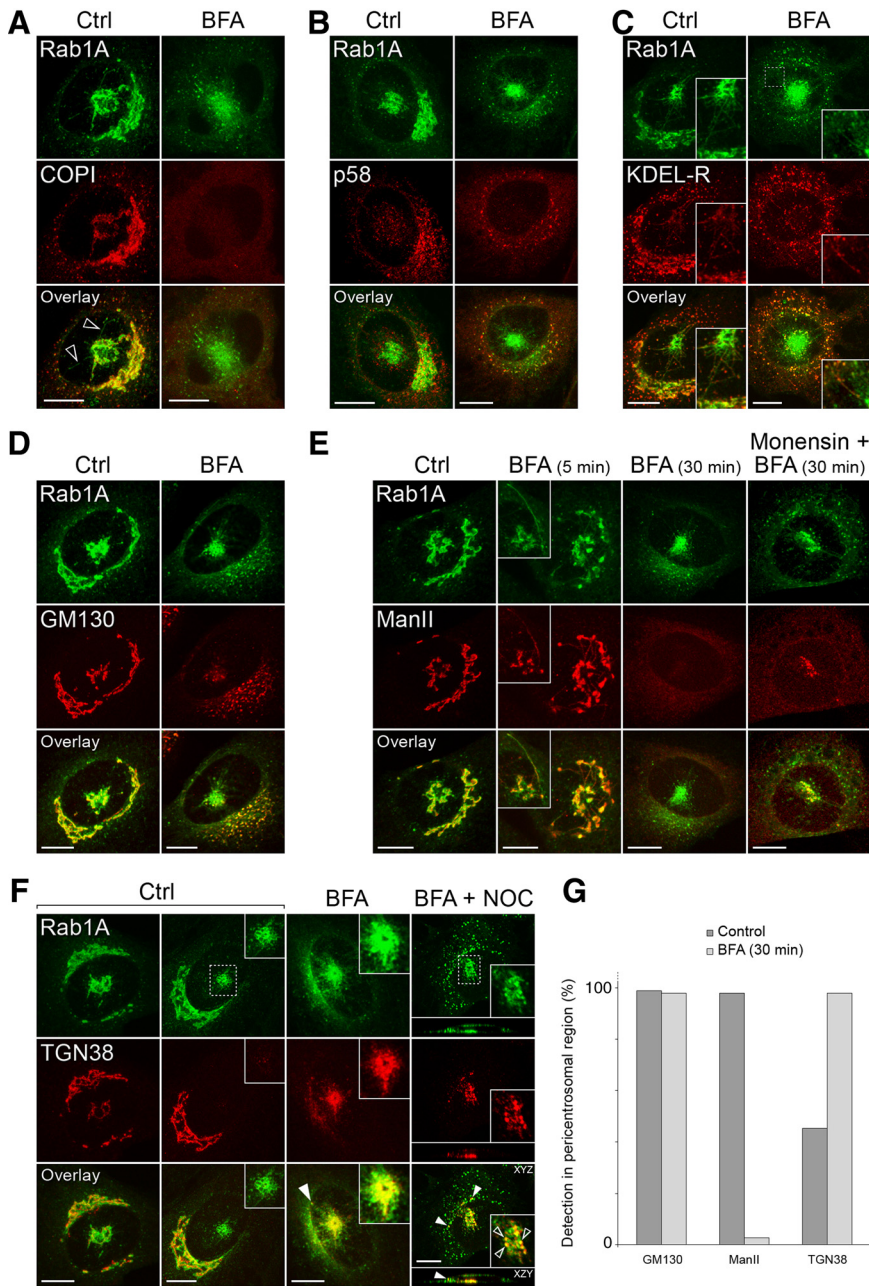 A
Ctrl BFA
Rab1A
COPI
Overlay
B
Ctrl BFA
Rab1A
p58
Overlay
C
Ctrl BFA
Rab1A
KDEL-R
Overlay
D
Ctrl BFA
Rab1A
GM130
Overlay
E
Ctrl BFA (5 min) BFA (30 min) Monensin +
BFA (30 min)
Rab1A
ManII
Overlay
F
Ctrl BFA BFA + NOC
Rab1A
TGN38
Overlay
XYZ
XZY
G
Control
BFA (30 min)
Detection in pericentrosomal region (%)
100
0
GM130 ManII TGN38